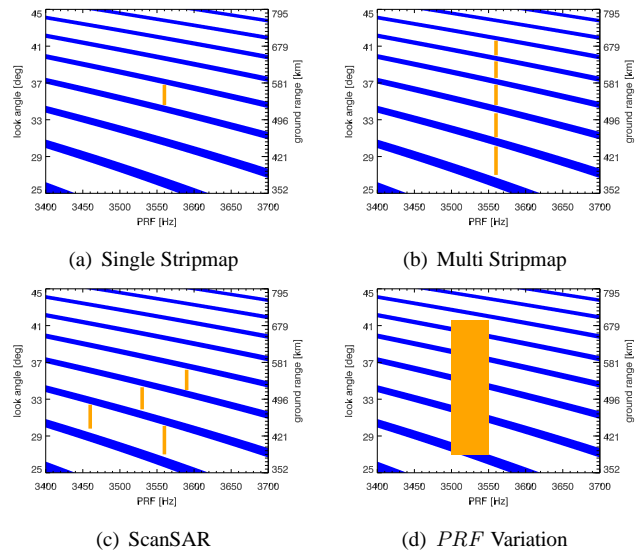 look angle [deg]
45
41
37
33
29
25
795
679
581
496
421
352
ground range [km]
3400 3450 3500 3550 3600 3650 3700
PRF [Hz]
(a) Single Stripmap
look angle [deg]
45
41
37
33
29
25
795
679
581
496
421
352
ground range [km]
3400 3450 3500 3550 3600 3650 3700
PRF [Hz]
(b) Multi Stripmap
look angle [deg]
45
41
37
33
29
25
795
679
581
496
421
352
ground range [km]
3400 3450 3500 3550 3600 3650 3700
PRF [Hz]
(c) ScanSAR
look angle [deg]
45
41
37
33
29
25
795
679
581
496
421
352
ground range [km]
3400 3450 3500 3550 3600 3650 3700
PRF [Hz]
(d) PRF Variation